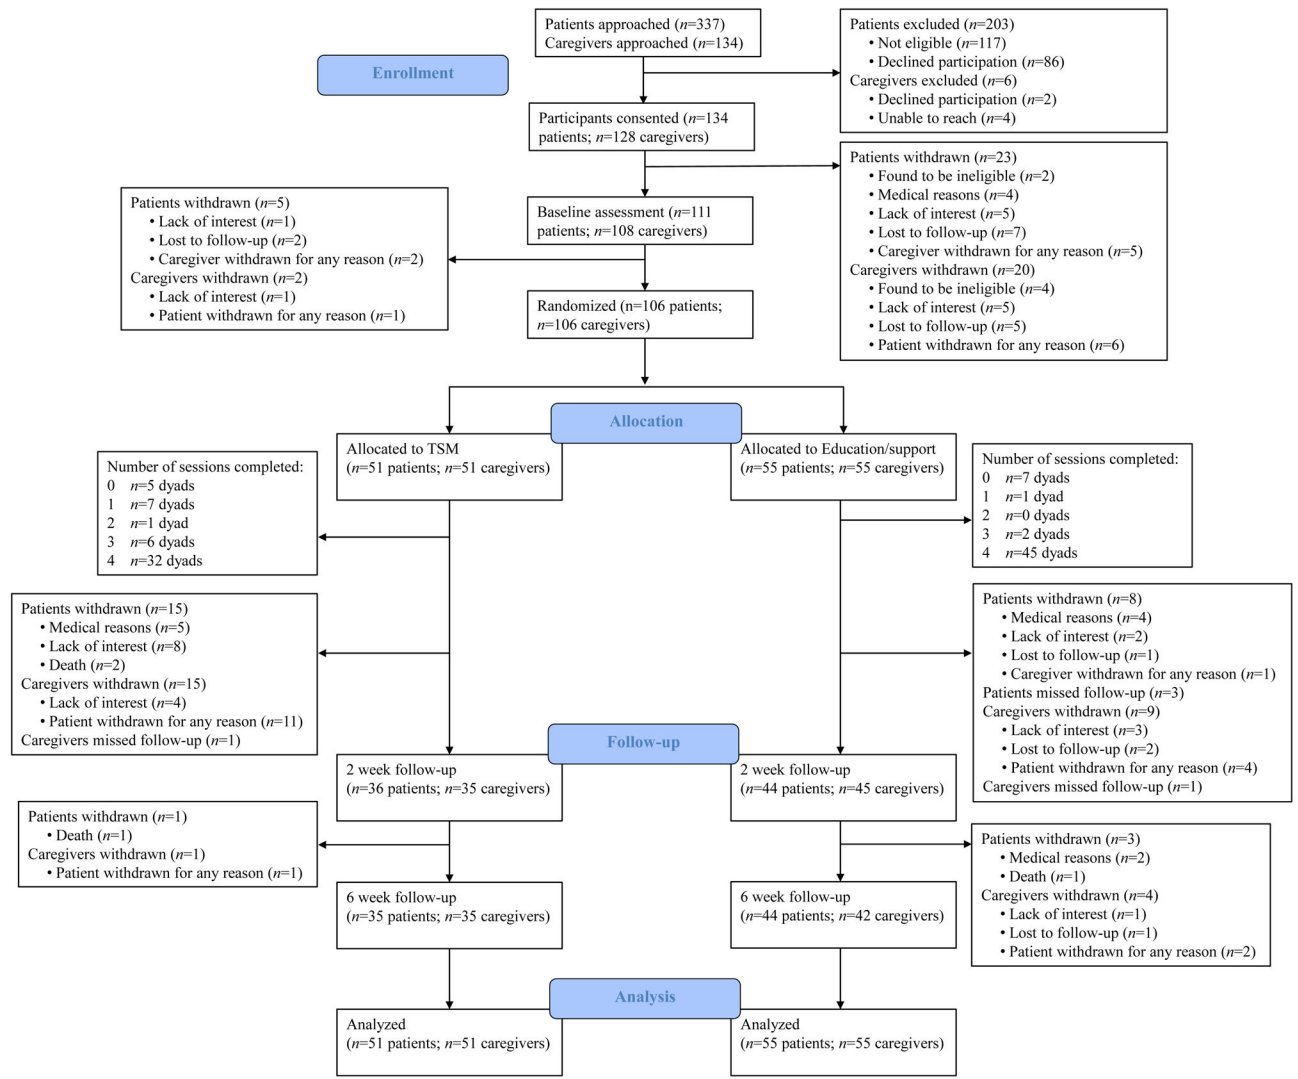 Patients approached (n=337)
Caregivers approached (n=134)
Patients excluded (n=203)
• Not eligible (n=117)
• Declined participation (n=86)
Caregivers excluded (n=6)
• Declined participation (n=2)
• Unable to reach (n=4)
Enrollment
Participants consented (n=134
patients; n=128 caregivers)
Patients withdrawn (n=23)
• Found to be ineligible (n=2)
• Medical reasons (n=4)
• Lack of interest (n=5)
• Lost to follow-up (n=7)
• Caregiver withdrawn for any reason (n=5)
Caregivers withdrawn (n=20)
• Found to be ineligible (n=4)
• Lack of interest (n=5)
• Lost to follow-up (n=5)
• Patient withdrawn for any reason (n=6)
Baseline assessment (n=111
patients; n=108 caregivers)
Patients withdrawn (n=5)
• Lack of interest (n=1)
• Lost to follow-up (n=2)
• Caregiver withdrawn for any reason (n=2)
Caregivers withdrawn (n=2)
• Lack of interest (n=1)
• Patient withdrawn for any reason (n=1)
Randomized (n=106 patients;
n=106 caregivers)
Allocation
Allocated to TSM
(n=51 patients; n=51 caregivers)
Allocated to Education/support
(n=55 patients; n=55 caregivers)
Number of sessions completed:
0 n=5 dyads
1 n=7 dyads
2 n=1 dyad
3 n=6 dyads
4 n=32 dyads
Number of sessions completed:
0 n=7 dyads
1 n=1 dyad
2 n=0 dyads
3 n=2 dyads
4 n=45 dyads
Patients withdrawn (n=15)
• Medical reasons (n=5)
• Lack of interest (n=8)
• Death (n=2)
Caregivers withdrawn (n=15)
• Lack of interest (n=4)
• Patient withdrawn for any reason (n=11)
Caregivers missed follow-up (n=1)
Patients withdrawn (n=8)
• Medical reasons (n=4)
• Lack of interest (n=2)
• Lost to follow-up (n=1)
• Caregiver withdrawn for any reason (n=1)
Patients missed follow-up (n=3)
Caregivers withdrawn (n=9)
• Lack of interest (n=3)
• Lost to follow-up (n=2)
• Patient withdrawn for any reason (n=4)
Caregivers missed follow-up (n=1)
Follow-up
2 week follow-up
(n=36 patients; n=35 caregivers)
2 week follow-up
(n=44 patients; n=45 caregivers)
Patients withdrawn (n=1)
• Death (n=1)
Caregivers withdrawn (n=1)
• Patient withdrawn for any reason (n=1)
Patients withdrawn (n=3)
• Medical reasons (n=2)
• Death (n=1)
Caregivers withdrawn (n=4)
• Lack of interest (n=1)
• Lost to follow-up (n=1)
• Patient withdrawn for any reason (n=2)
6 week follow-up
(n=35 patients; n=35 caregivers)
6 week follow-up
(n=44 patients; n=42 caregivers)
Analysis
Analyzed
(n=51 patients; n=51 caregivers)
Analyzed
(n=55 patients; n=55 caregivers)